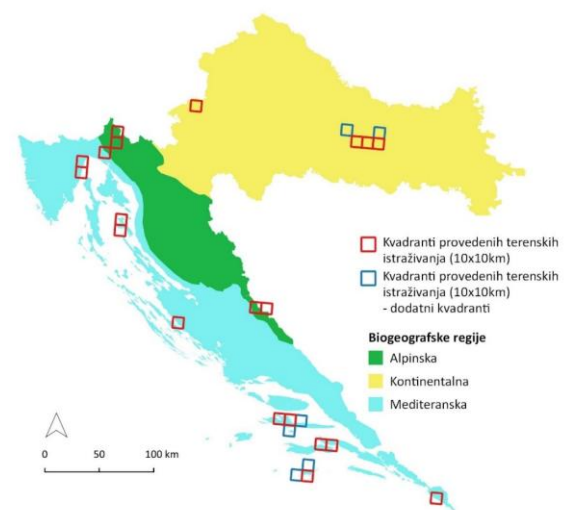 Kvadranti provedenih terenskih
istraživanja (10x10km)
Kvadranti provedenih terenskih
istraživanja (10x10km)
- dodatni kvadranti
Biogeografske regije
Alpinska
Kontinentalna
Mediteranska
0 50 100 km